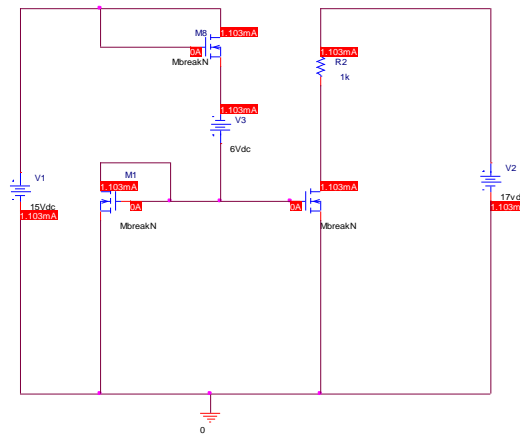 M8
1.103mA
0A
MbreakN
1.103mA
R2
1k
1.103mA
V3
6Vdc
V1
15Vdc
1.103mA
M1
1.103mA
0A
MbreakN
1.103mA
0A
MbreakN
V2
17vd
1.103m
0